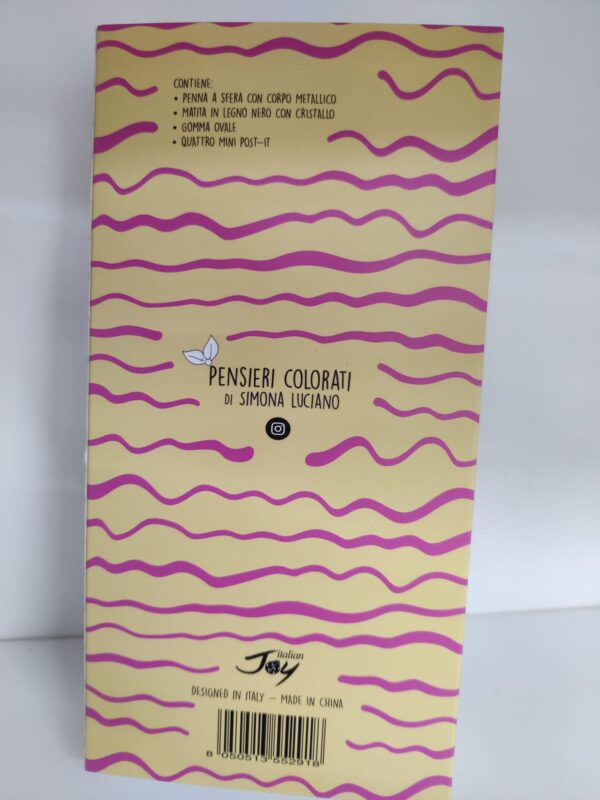 CONTIENE:
• PENNA A SFERA CON CORPO METALLICO
• MATITA IN LEGNO NERO CON CRISTALLO
• GOMMA OVALE
• QUATTRO MINI POST-IT
PENSIERI COLORATI
DI SIMONA LUCIANO
italian
Joy
DESIGNED IN ITALY – MADE IN CHINA
8 050513 552918